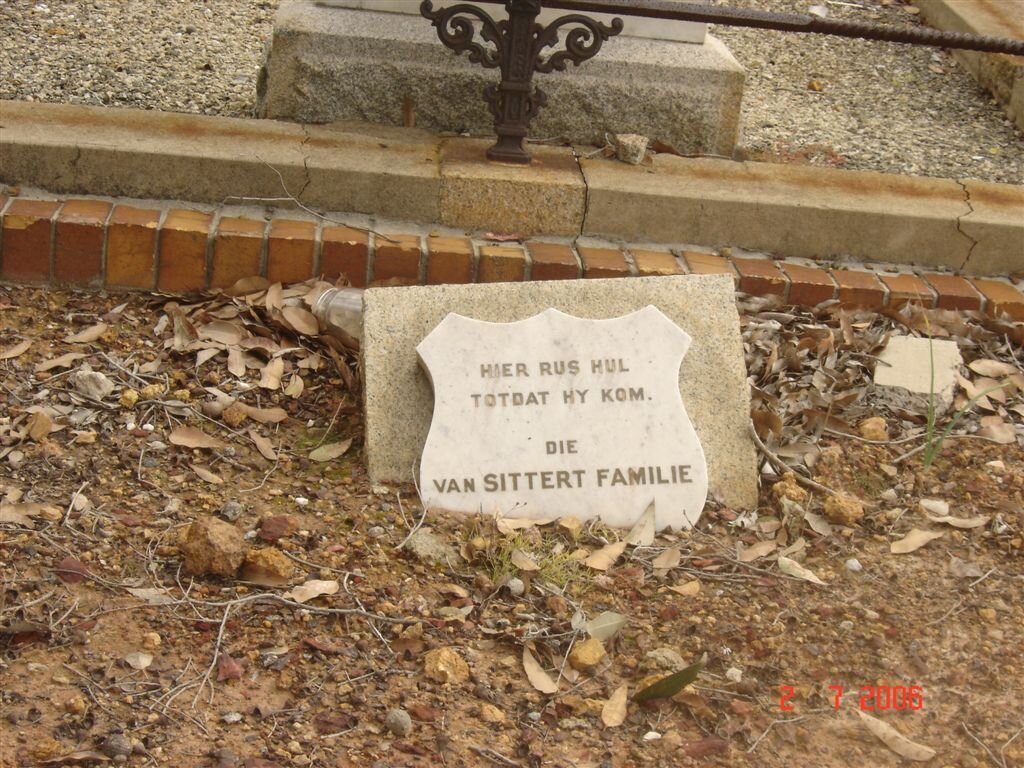 HIER RUS HUL
TOTDAT HY KOM.
DIE
VAN SITTERT FAMILIE
2 7 2006